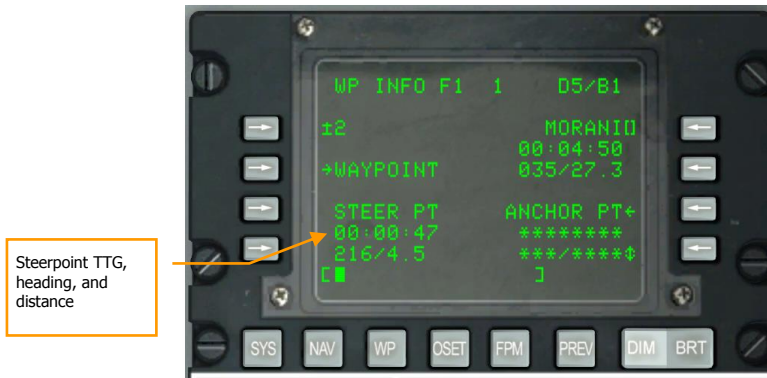 WP INFO F1 1 D5/B1
±2 MORANI[]
00:04:50
→WAYPOINT 035/27.3
STEER PT ANCHOR PT←
00:00:47 ********
216/4.5 ***/****↕
[ ]
Steerpoint TTG,
heading, and
distance
SYS NAV WP OSET FPM PREV DIM BRT